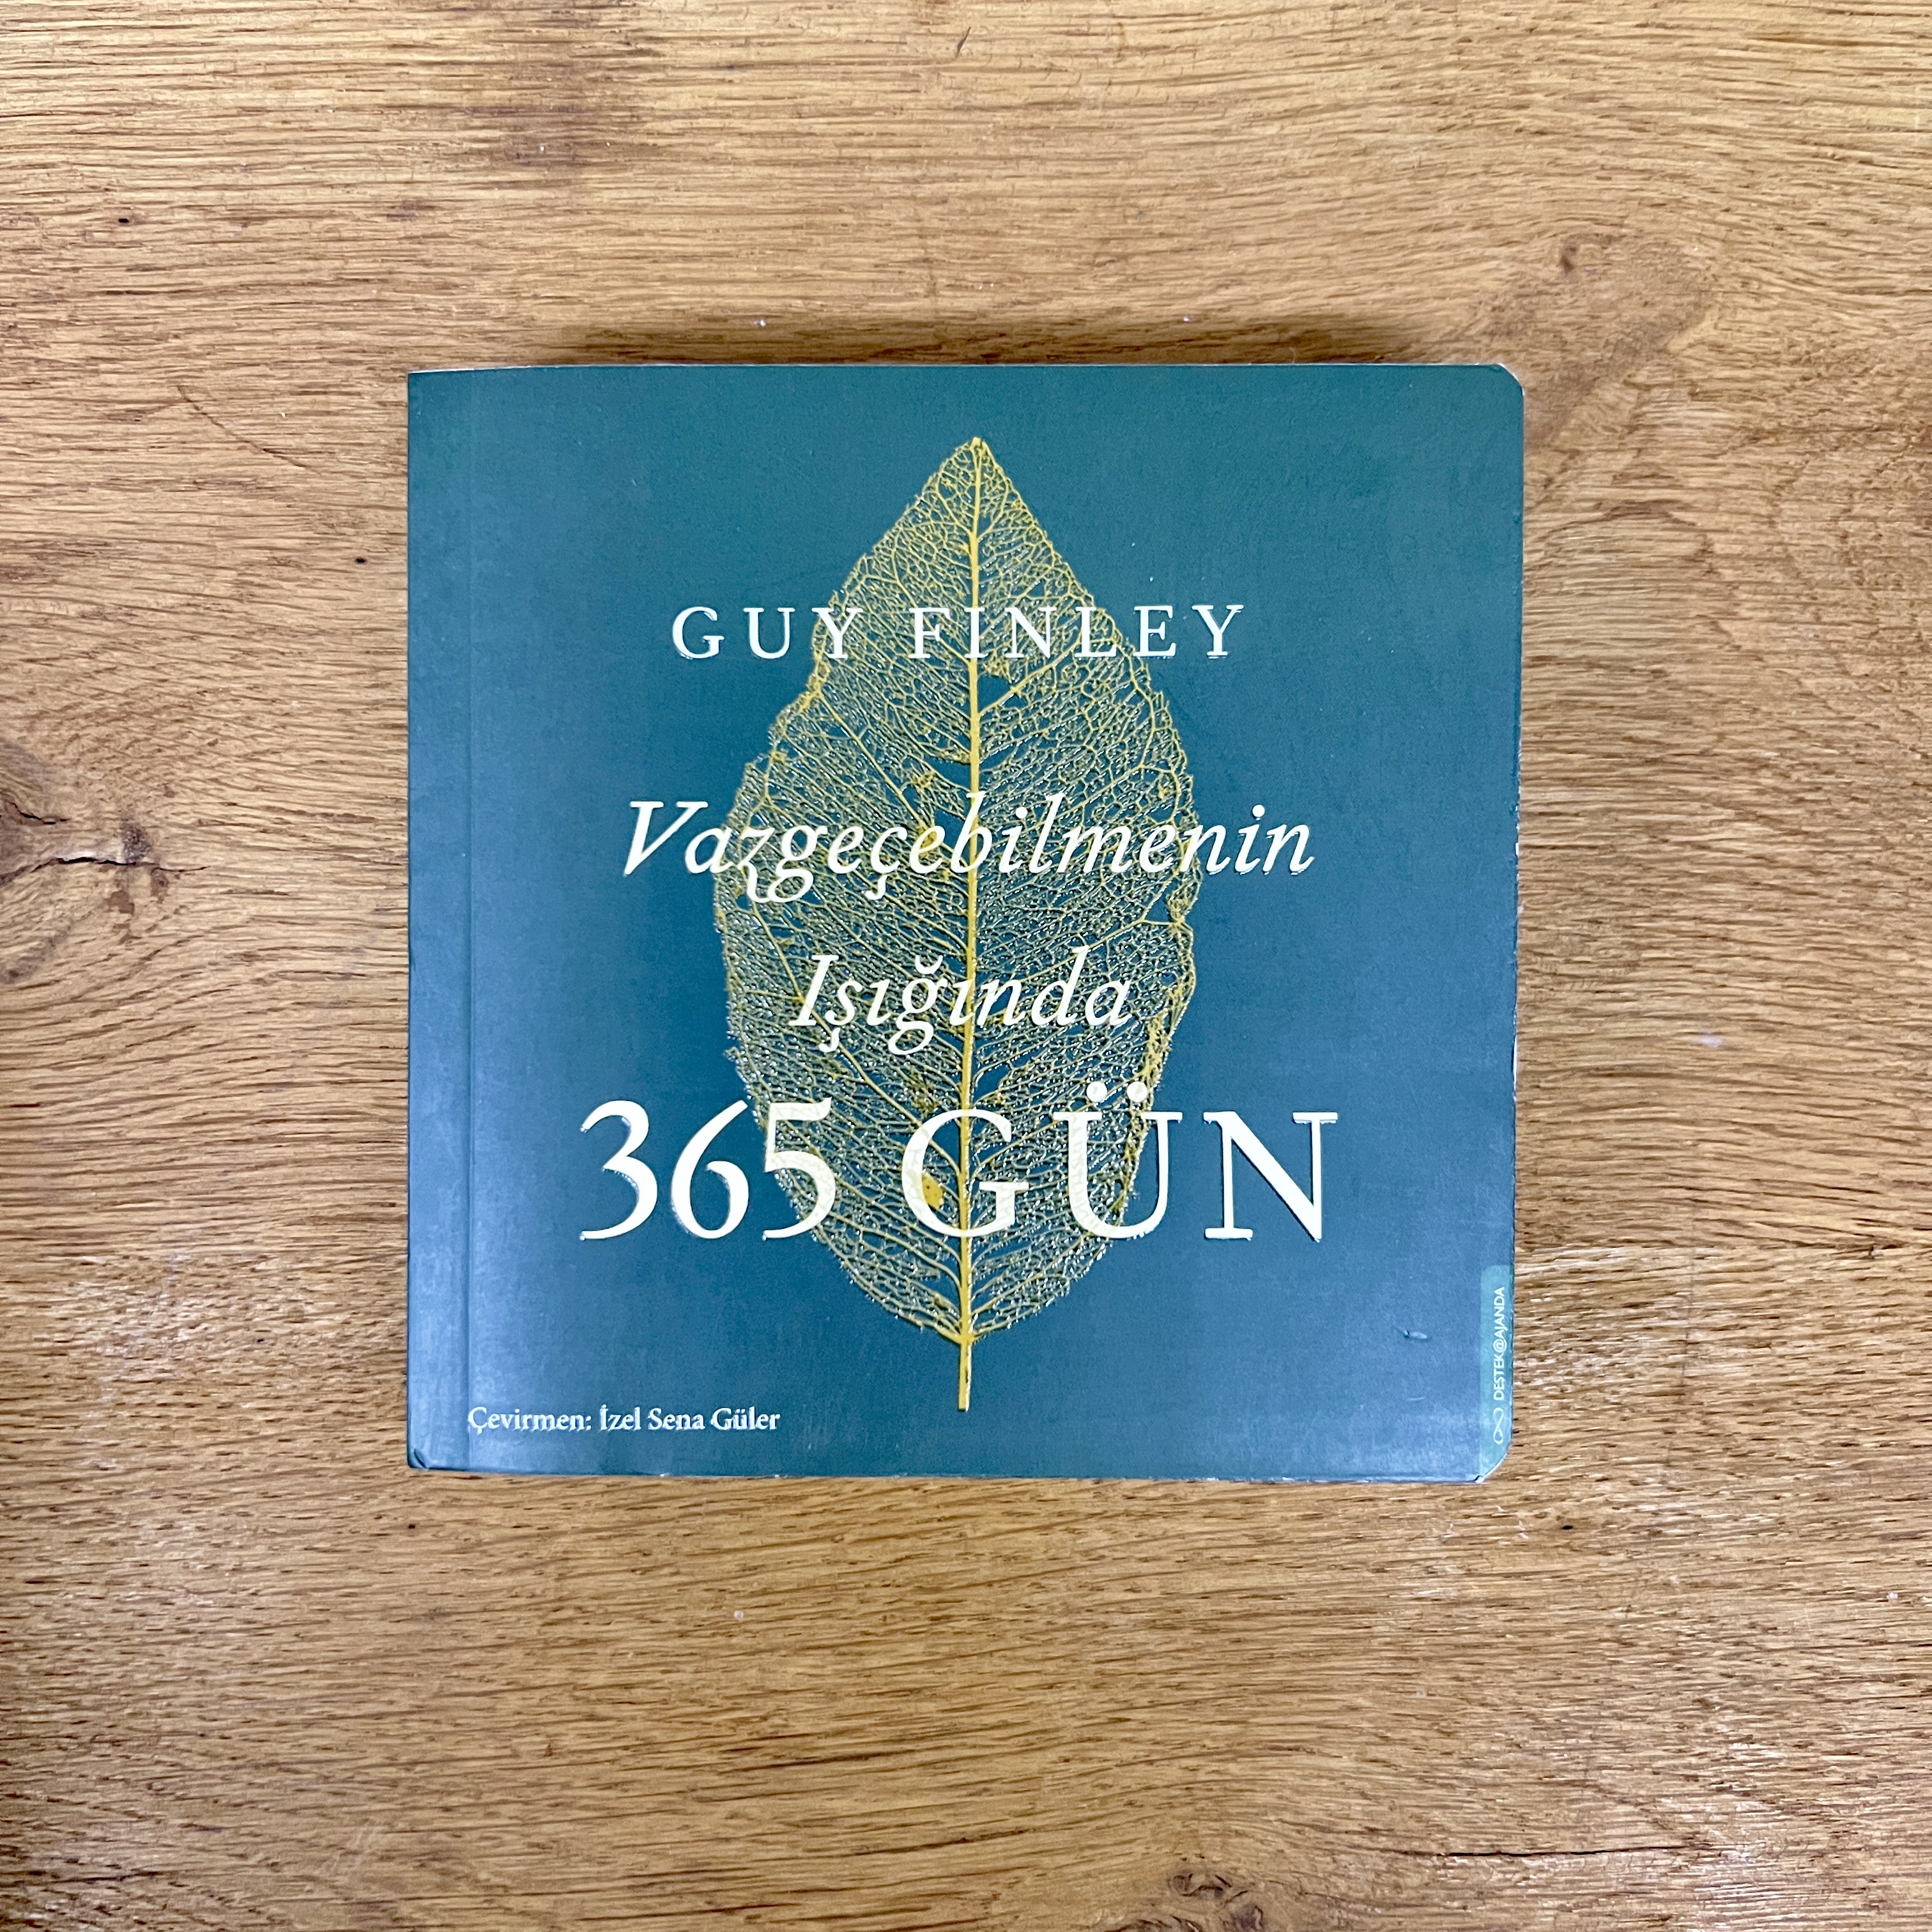 GUY FINLEY
Vazgeçebilmenin
Işığında
365 GÜN
Çevirmen: İzel Sena Güler
DESTEK@AJANDA